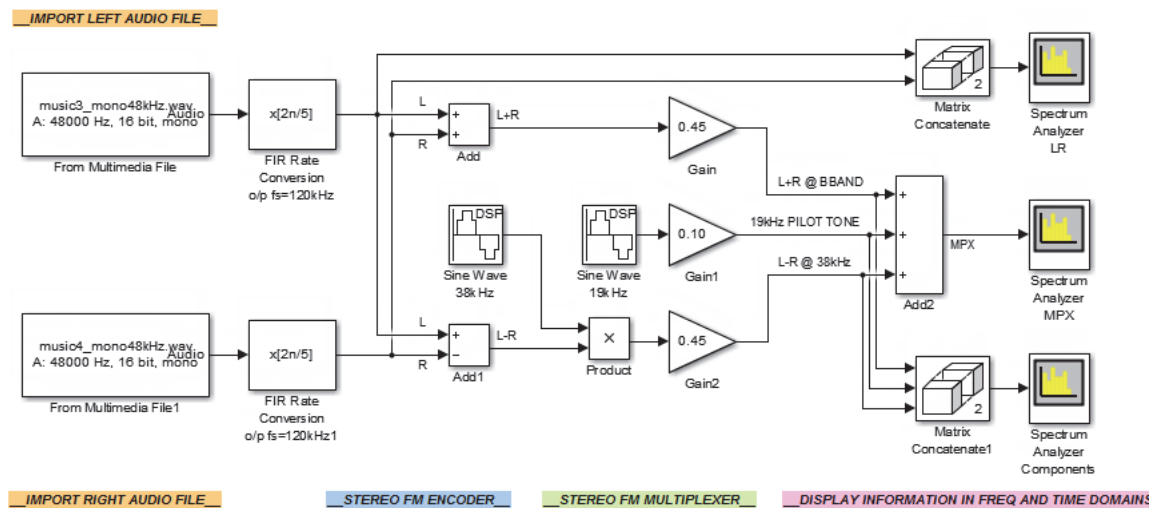 __IMPORT LEFT AUDIO FILE__
music3_mono48kHz.wav
A: 48000 Hz, 16 bit, mono
Audio
From Multimedia File
x[2n/5]
FIR Rate
Conversion
o/p fs=120kHz
L
R
+
+
Add
L+R
0.45
Gain
2
Matrix
Concatenate
Spectrum
Analyzer
LR
L+R @ BBAND
DSP
Sine Wave
38kHz
DSP
Sine Wave
19kHz
0.10
Gain1
19kHz PILOT TONE
L-R @ 38kHz
+
+
+
Add2
MPX
Spectrum
Analyzer
MPX
music4_mono48kHz.wav
A: 48000 Hz, 16 bit, mono
Audio
From Multimedia File1
x[2n/5]
FIR Rate
Conversion
o/p fs=120kHz1
L
R
+
−
Add1
L-R
×
Product
0.45
Gain2
2
Matrix
Concatenate1
Spectrum
Analyzer
Components
__IMPORT RIGHT AUDIO FILE__
__STEREO FM ENCODER__
__STEREO FM MULTIPLEXER__
__DISPLAY INFORMATION IN FREQ AND TIME DOMAINS